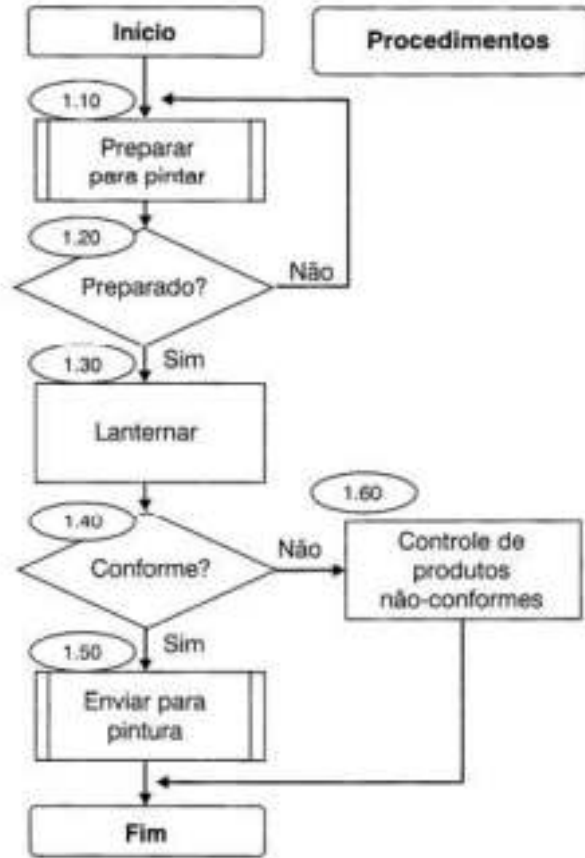 Início
Procedimentos
1.10
Preparar
para pintar
1.20
Preparado?
Não
Sim
1.30
Lanternar
1.40
Conforme?
Não
1.60
Controle de
produtos
não-conformes
Sim
1.50
Enviar para
pintura
Fim